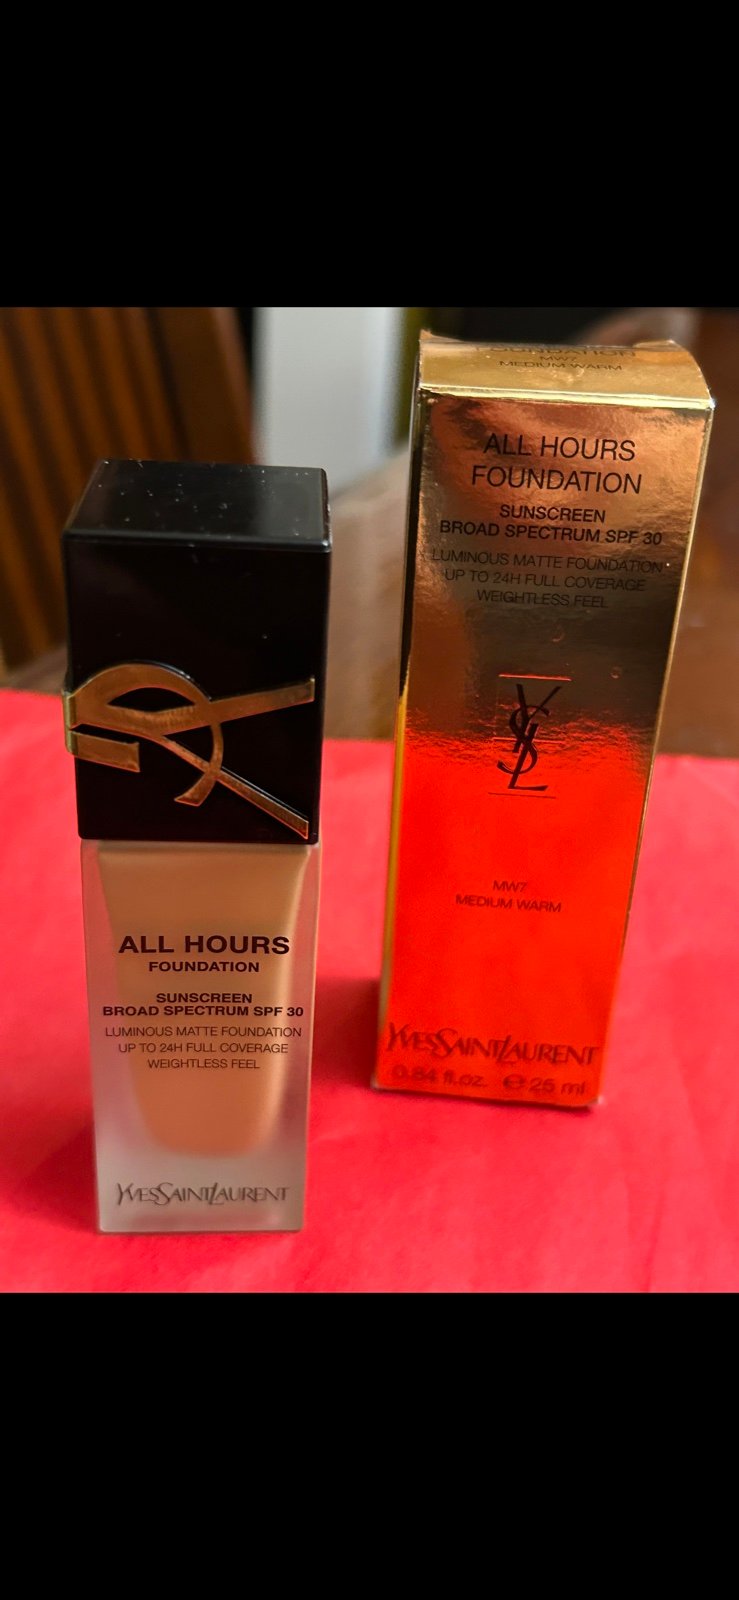 ALL HOURS
FOUNDATION
SUNSCREEN
BROAD SPECTRUM SPF 30
LUMINOUS MATTE FOUNDATION
UP TO 24H FULL COVERAGE
WEIGHTLESS FEEL
YVESSAINTLAURENT
FOUNDATION
MW7
MEDIUM WARM
ALL HOURS
FOUNDATION
SUNSCREEN
BROAD SPECTRUM SPF 30
LUMINOUS MATTE FOUNDATION
UP TO 24H FULL COVERAGE
WEIGHTLESS FEEL
YSL
MW7
MEDIUM WARM
YVESSAINTLAURENT
0.84 fl.oz. ℮ 25 ml